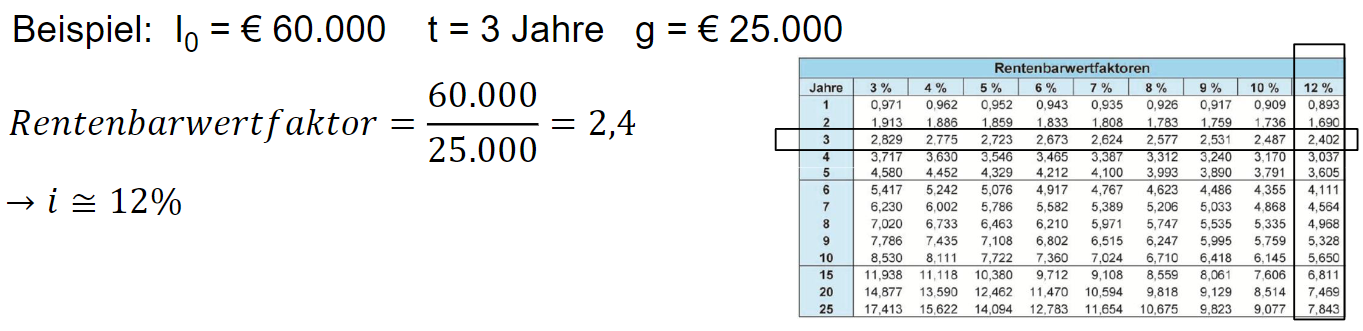 Beispiel: I₀ = € 60.000 t = 3 Jahre g = € 25.000
Rentenbarwertfaktor = 60.000 / 25.000 = 2,4
→ i ≅ 12%
Rentenbarwertfaktoren
Jahre 3 % 4 % 5 % 6 % 7 % 8 % 9 % 10 % 12 %
1 0,971 0,962 0,952 0,943 0,935 0,926 0,917 0,909 0,893
2 1,913 1,886 1,859 1,833 1,808 1,783 1,759 1,736 1,690
3 2,829 2,775 2,723 2,673 2,624 2,577 2,531 2,487 2,402
4 3,717 3,630 3,546 3,465 3,387 3,312 3,240 3,170 3,037
5 4,580 4,452 4,329 4,212 4,100 3,993 3,890 3,791 3,605
6 5,417 5,242 5,076 4,917 4,767 4,623 4,486 4,355 4,111
7 6,230 6,002 5,786 5,582 5,389 5,206 5,033 4,868 4,564
8 7,020 6,733 6,463 6,210 5,971 5,747 5,535 5,335 4,968
9 7,786 7,435 7,108 6,802 6,515 6,247 5,995 5,759 5,328
10 8,530 8,111 7,722 7,360 7,024 6,710 6,418 6,145 5,650
15 11,938 11,118 10,380 9,712 9,108 8,559 8,061 7,606 6,811
20 14,877 13,590 12,462 11,470 10,594 9,818 9,129 8,514 7,469
25 17,413 15,622 14,094 12,783 11,654 10,675 9,823 9,077 7,843